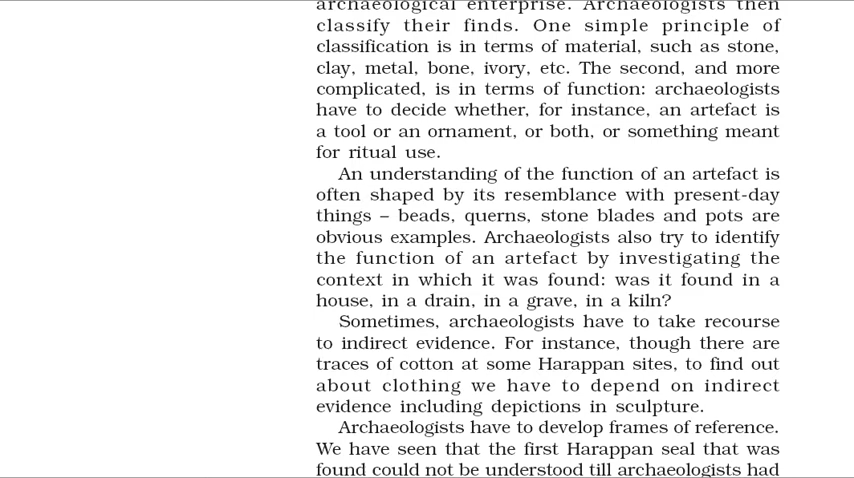 archaeological enterprise. Archaeologists then
classify their finds. One simple principle of
classification is in terms of material, such as stone,
clay, metal, bone, ivory, etc. The second, and more
complicated, is in terms of function: archaeologists
have to decide whether, for instance, an artefact is
a tool or an ornament, or both, or something meant
for ritual use.
An understanding of the function of an artefact is
often shaped by its resemblance with present-day
things – beads, querns, stone blades and pots are
obvious examples. Archaeologists also try to identify
the function of an artefact by investigating the
context in which it was found: was it found in a
house, in a drain, in a grave, in a kiln?
Sometimes, archaeologists have to take recourse
to indirect evidence. For instance, though there are
traces of cotton at some Harappan sites, to find out
about clothing we have to depend on indirect
evidence including depictions in sculpture.
Archaeologists have to develop frames of reference.
We have seen that the first Harappan seal that was
found could not be understood till archaeologists had